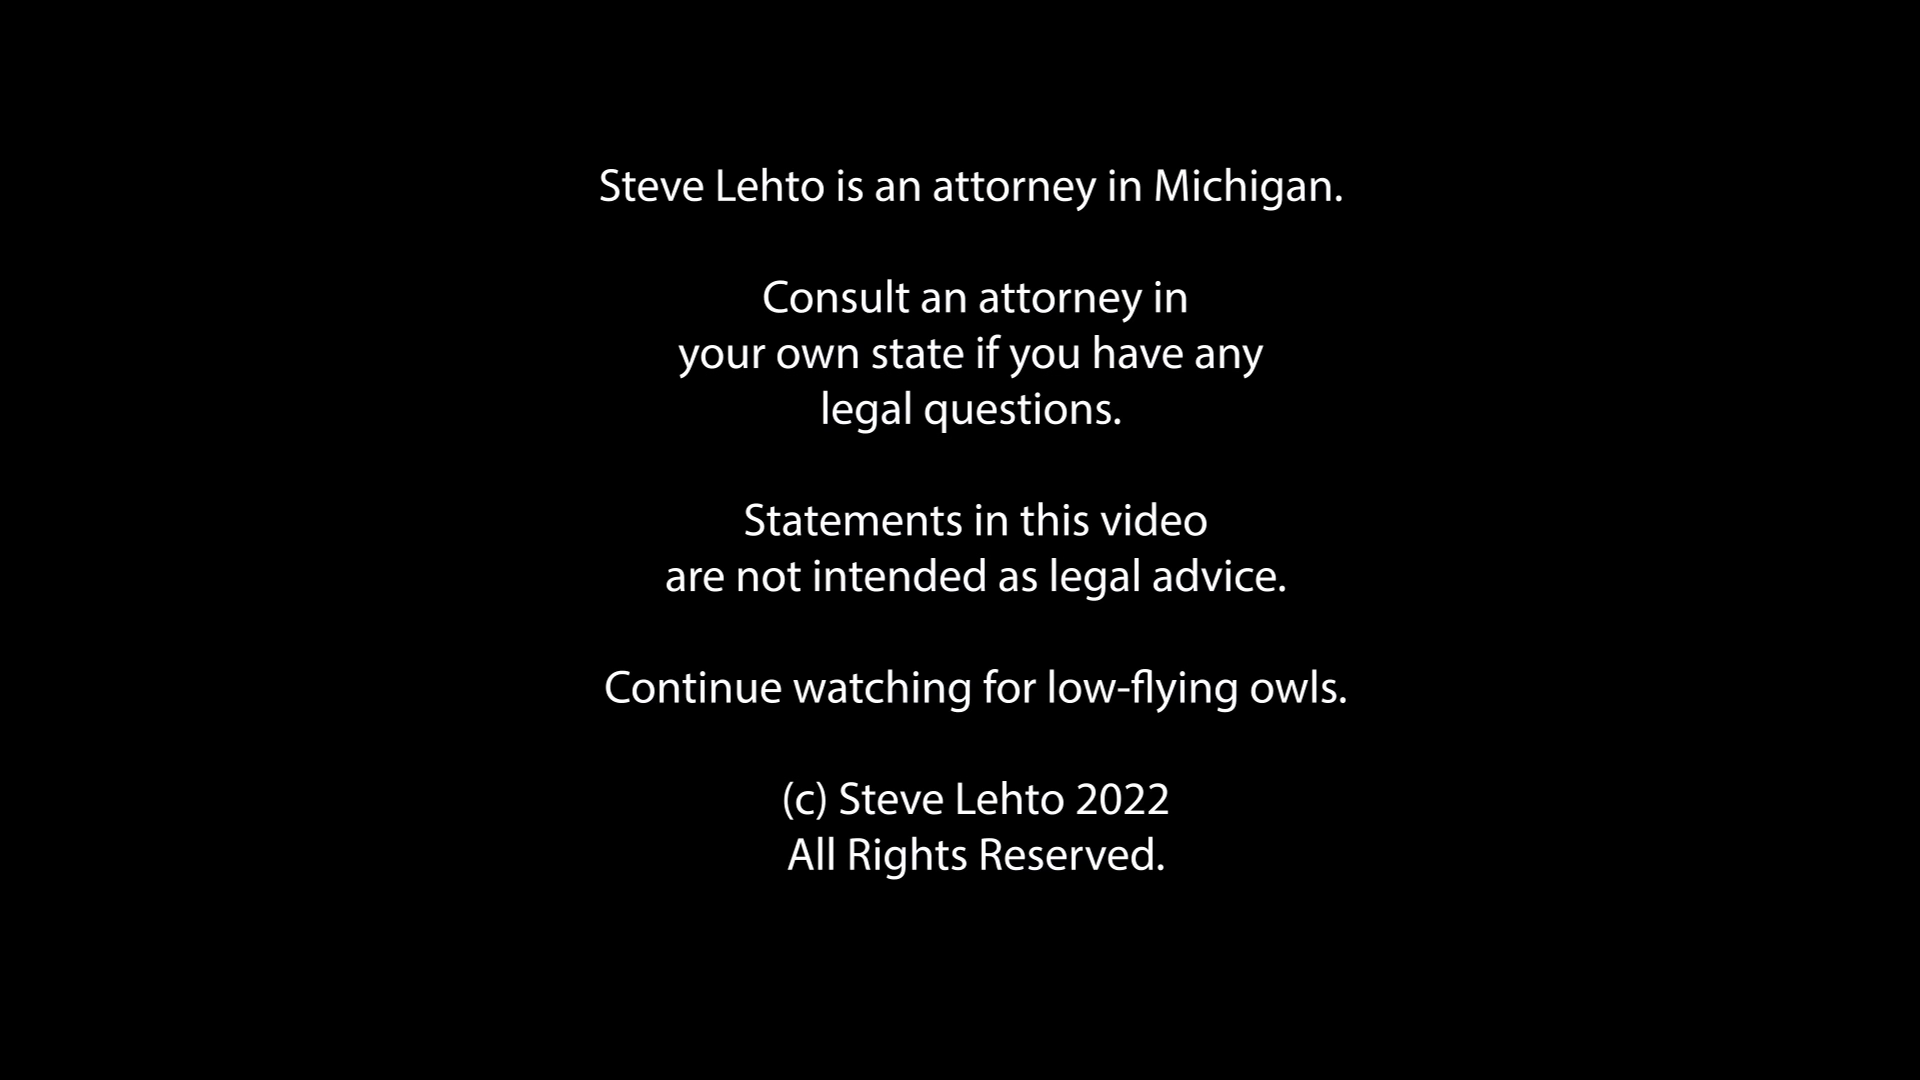 Steve Lehto is an attorney in Michigan.
Consult an attorney in
your own state if you have any
legal questions.
Statements in this video
are not intended as legal advice.
Continue watching for low-flying owls.
(c) Steve Lehto 2022
All Rights Reserved.